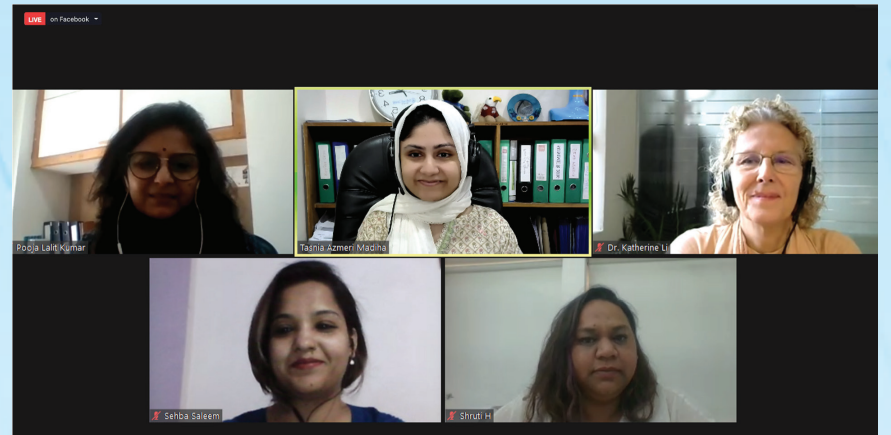 LIVE on Facebook
Pooja Lalit Kumar
Tasnia Azmeri Madiha
Dr. Katherine Li
Sehba Saleem
Shruti H